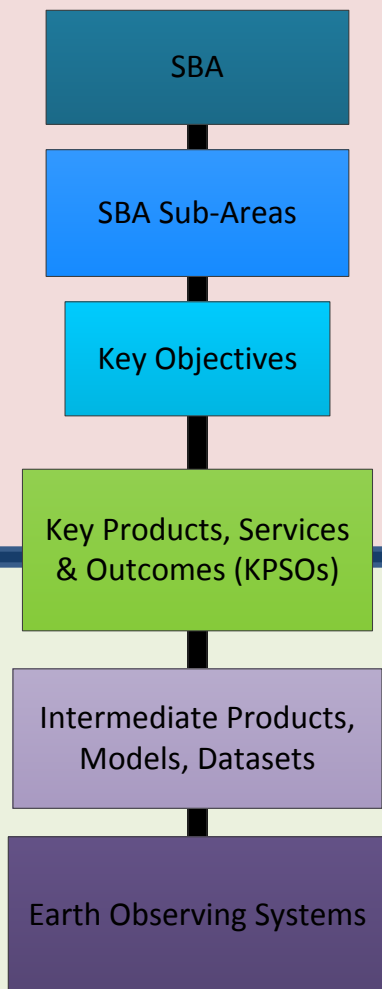 SBA
SBA Sub-Areas
Key Objectives
Key Products, Services
& Outcomes (KPSOs)
Intermediate Products,
Models, Datasets
Earth Observing Systems